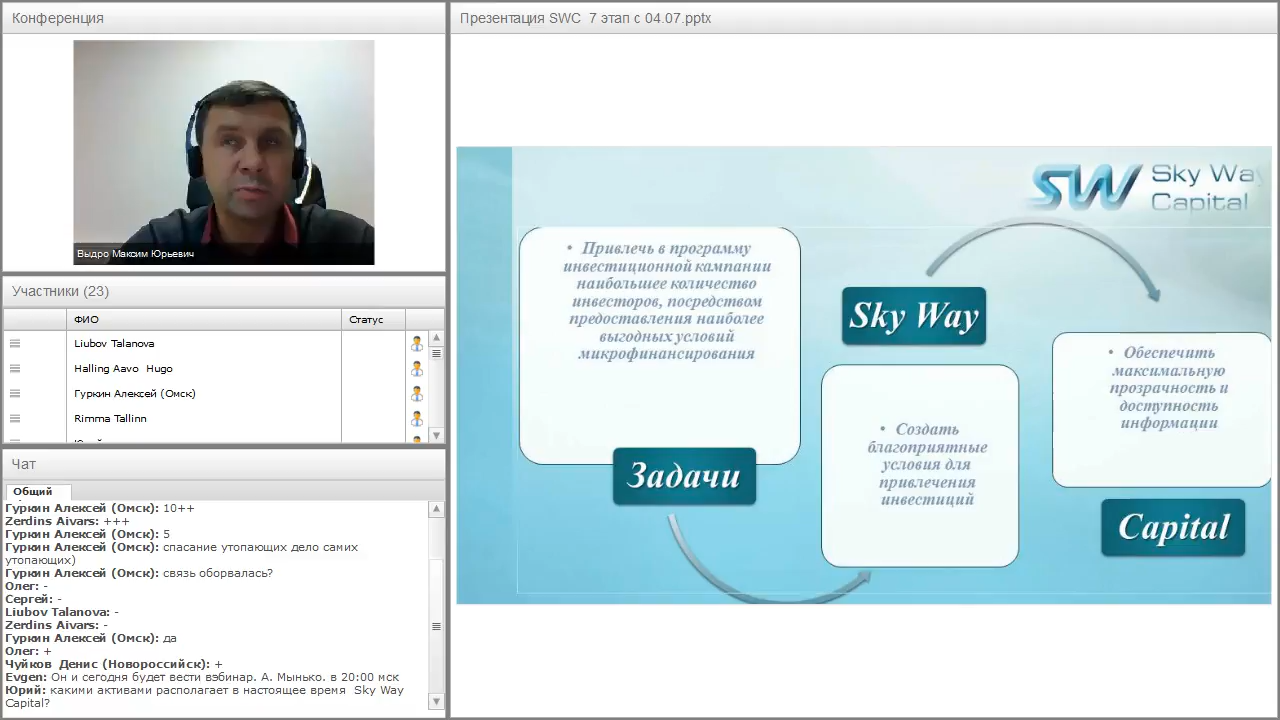 Конференция
Выдро Максим Юрьевич
Участники (23)
ФИО
Статус
Liubov Talanova
Halling Aavo Hugo
Гуркин Алексей (Омск)
Rimma Tallinn
Чат
Общий
Гуркин Алексей (Омск): 10++
Zerdins Aivars: +++
Гуркин Алексей (Омск): 5
Гуркин Алексей (Омск): спасание утопающих дело самих
утопающих)
Гуркин Алексей (Омск): связь оборвалась?
Олег: -
Сергей: -
Liubov Talanova: -
Zerdins Aivars: -
Гуркин Алексей (Омск): да
Олег: +
Чуйков Денис (Новороссийск): +
Evgen: Он и сегодня будет вести вэбинар. А. Мынько. в 20:00 мск
Юрий: какими активами располагает в настоящее время Sky Way
Capital?
Презентация SWC 7 этап с 04.07.pptx
SW Sky Way
Capital
• Привлечь в программу
инвестиционной кампании
наибольшее количество
инвесторов, посредством
предоставления наиболее
выгодных условий
микрофинансирования
Задачи
Sky Way
• Создать
благоприятные
условия для
привлечения
инвестиций
• Обеспечить
максимальную
прозрачность и
доступность
информации
Capital